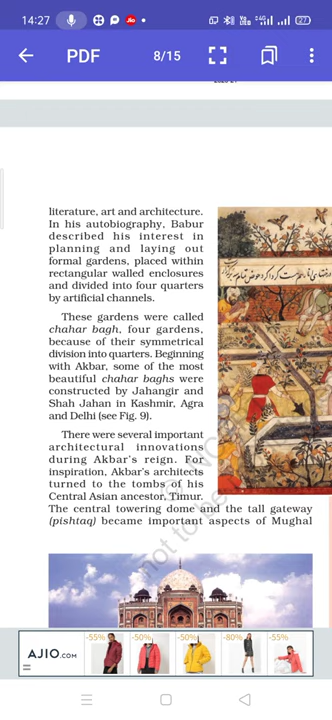 14:27
Jio
27
PDF
8/15
literature, art and architecture.
In his autobiography, Babur
described his interest in
planning and laying out
formal gardens, placed within
rectangular walled enclosures
and divided into four quarters
by artificial channels.
These gardens were called
chahar bagh, four gardens,
because of their symmetrical
division into quarters. Beginning
with Akbar, some of the most
beautiful chahar baghs were
constructed by Jahangir and
Shah Jahan in Kashmir, Agra
and Delhi (see Fig. 9).
There were several important
architectural innovations
during Akbar's reign. For
inspiration, Akbar's architects
turned to the tombs of his
Central Asian ancestor, Timur.
The central towering dome and the tall gateway
(pishtaq) became important aspects of Mughal
not to be
AJIO.COM
-55%
-50%
-50%
-80%
-55%